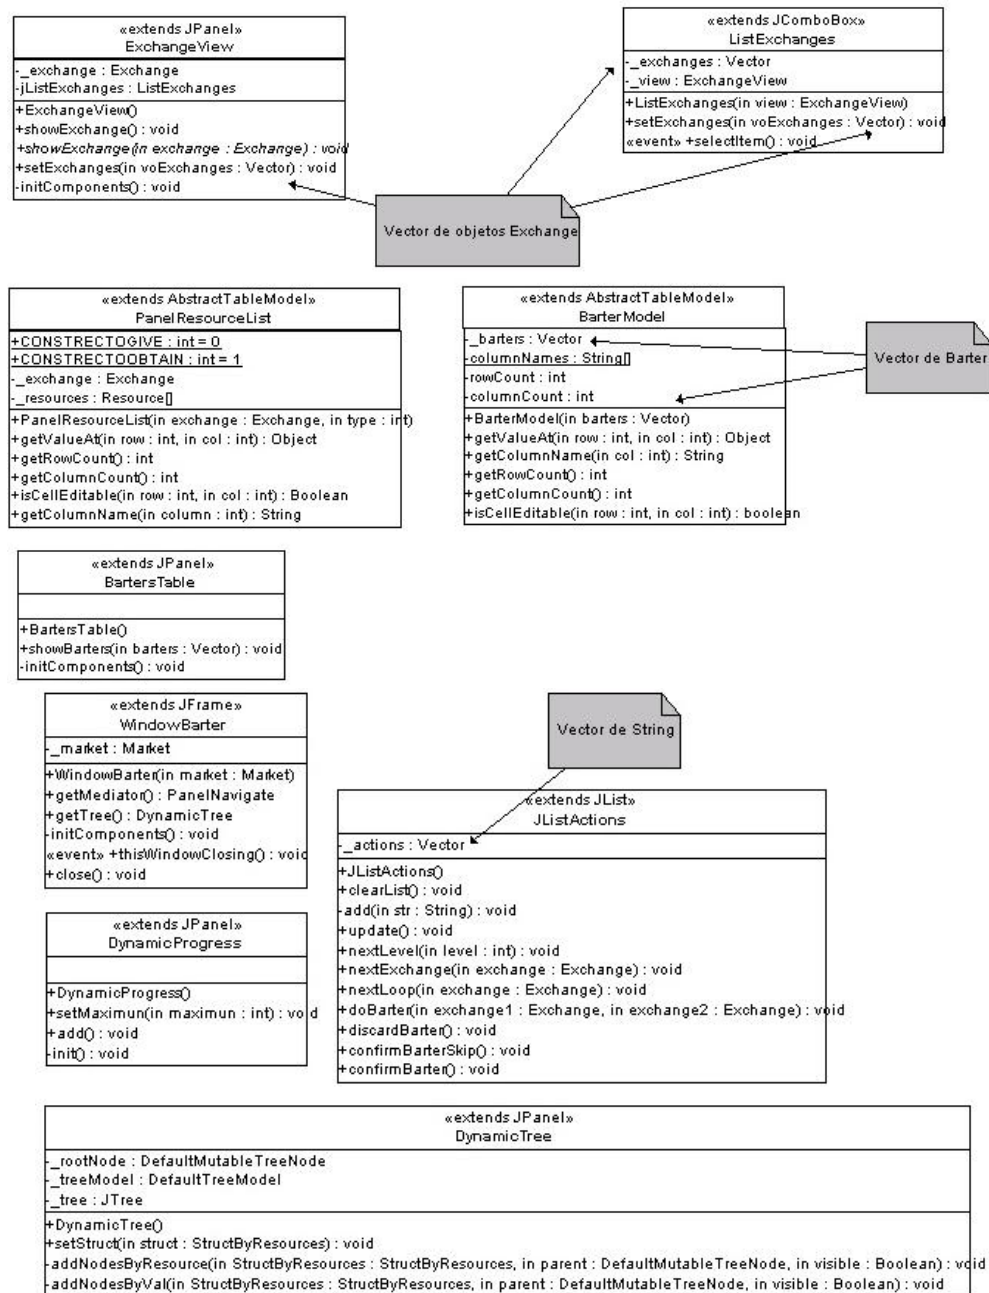 «extends JPanel»
ExchangeView
-_exchange : Exchange
-jListExchanges : ListExchanges
+ExchangeView()
+showExchange() : void
+showExchange(in exchange : Exchange) : void
+setExchanges(in voExchanges : Vector) : void
-initComponents() : void
«extends JComboBox»
ListExchanges
-_exchanges : Vector
-_view : ExchangeView
+ListExchanges(in view : ExchangeView)
+setExchanges(in voExchanges : Vector) : void
«event» +selectItem() : void
Vector de objetos Exchange
«extends AbstractTableModel»
PanelResourceList
+CONSTRECTOGIVE : int = 0
+CONSTRECTOOBTAIN : int = 1
-_exchange : Exchange
-_resources : Resource[]
+PanelResourceList(in exchange : Exchange, in type : int)
+getValueAt(in row : int, in col : int) : Object
+getRowCount() : int
+getColumnCount() : int
+isCellEditable(in row : int, in col : int) : Boolean
+getColumnName(in column : int) : String
«extends AbstractTableModel»
BarterModel
-_barters : Vector
-columnNames : String[]
-rowCount : int
-columnCount : int
+BarterModel(in barters : Vector)
+getValueAt(in row : int, in col : int) : Object
+getColumnName(in col : int) : String
+getRowCount() : int
+getColumnCount() : int
+isCellEditable(in row : int, in col : int) : boolean
Vector de Barter
«extends JPanel»
BartersTable
+BartersTable()
+showBarters(in barters : Vector) : void
-initComponents() : void
«extends JFrame»
WindowBarter
-_market : Market
+WindowBarter(in market : Market)
+getMediator() : PanelNavigate
+getTree() : DynamicTree
-initComponents() : void
«event» +thisWindowClosing() : void
+close() : void
Vector de String
«extends JList»
JListActions
-_actions : Vector
+JListActions()
+clearList() : void
-add(in str : String) : void
+update() : void
+nextLevel(in level : int) : void
+nextExchange(in exchange : Exchange) : void
+nextLoop(in exchange : Exchange) : void
+doBarter(in exchange1 : Exchange, in exchange2 : Exchange) : void
+discardBarter() : void
+confirmBarterSkip() : void
+confirmBarter() : void
«extends JPanel»
DynamicProgress
+DynamicProgress()
+setMaximun(in maximun : int) : void
+add() : void
-init() : void
«extends JPanel»
DynamicTree
-_rootNode : DefaultMutableTreeNode
-_treeModel : DefaultTreeModel
-_tree : JTree
+DynamicTree()
+setStruct(in struct : StructByResources) : void
-addNodesByResource(in StructByResources : StructByResources, in parent : DefaultMutableTreeNode, in visible : Boolean) : void
-addNodesByVal(in StructByResources : StructByResources, in parent : DefaultMutableTreeNode, in visible : Boolean) : void